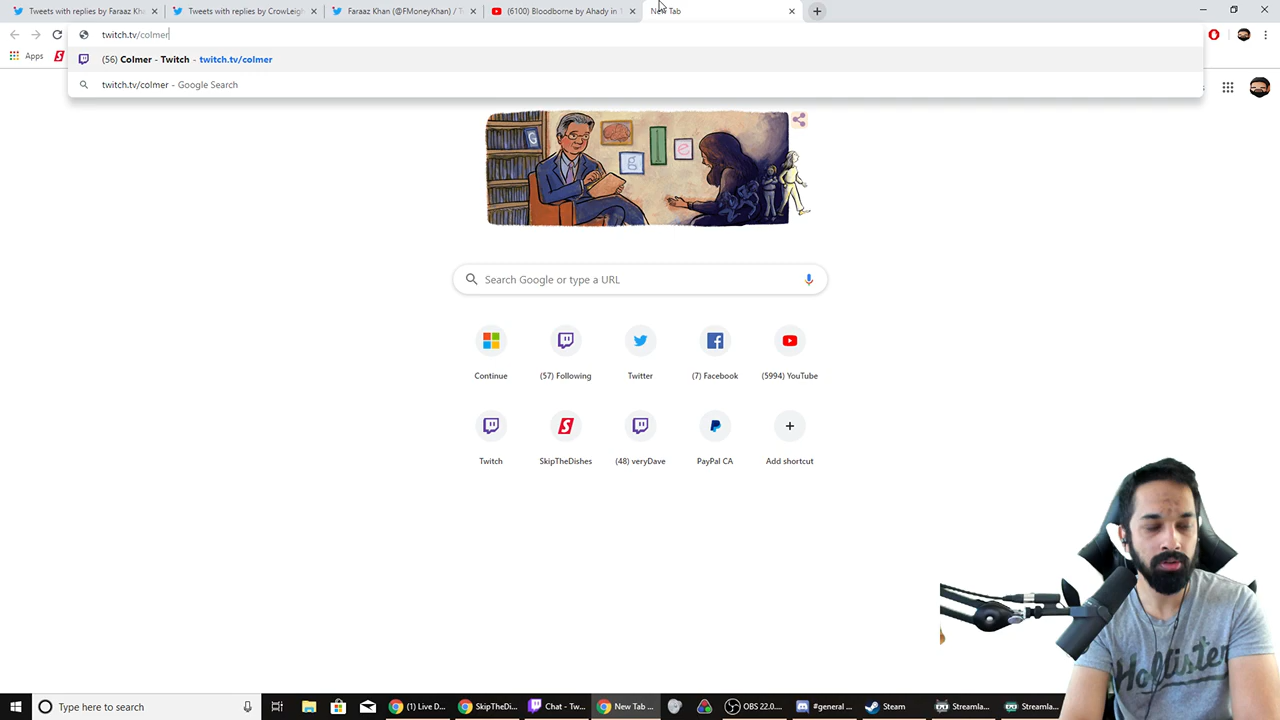 Tweets with replies by Faraaz Kha
Tweets with replies by CrowLeigh
Faraaz Khan (@FMoneyKhan) / T
(6100) Bloodborne by Ahady in
New Tab
twitch.tv/colmer
Apps
(56) Colmer - Twitch - twitch.tv/colmer
twitch.tv/colmer - Google Search
G
g
l
e
Search Google or type a URL
Continue
(57) Following
Twitter
(7) Facebook
(5994) YouTube
Twitch
SkipTheDishes
(48) veryDave
PayPal CA
Add shortcut
Hollister
Type here to search
(1) Live D...
SkipTheDi...
Chat - Tw...
New Tab ...
OBS 22.0....
#general ...
Steam
Streamla...
Streamla...